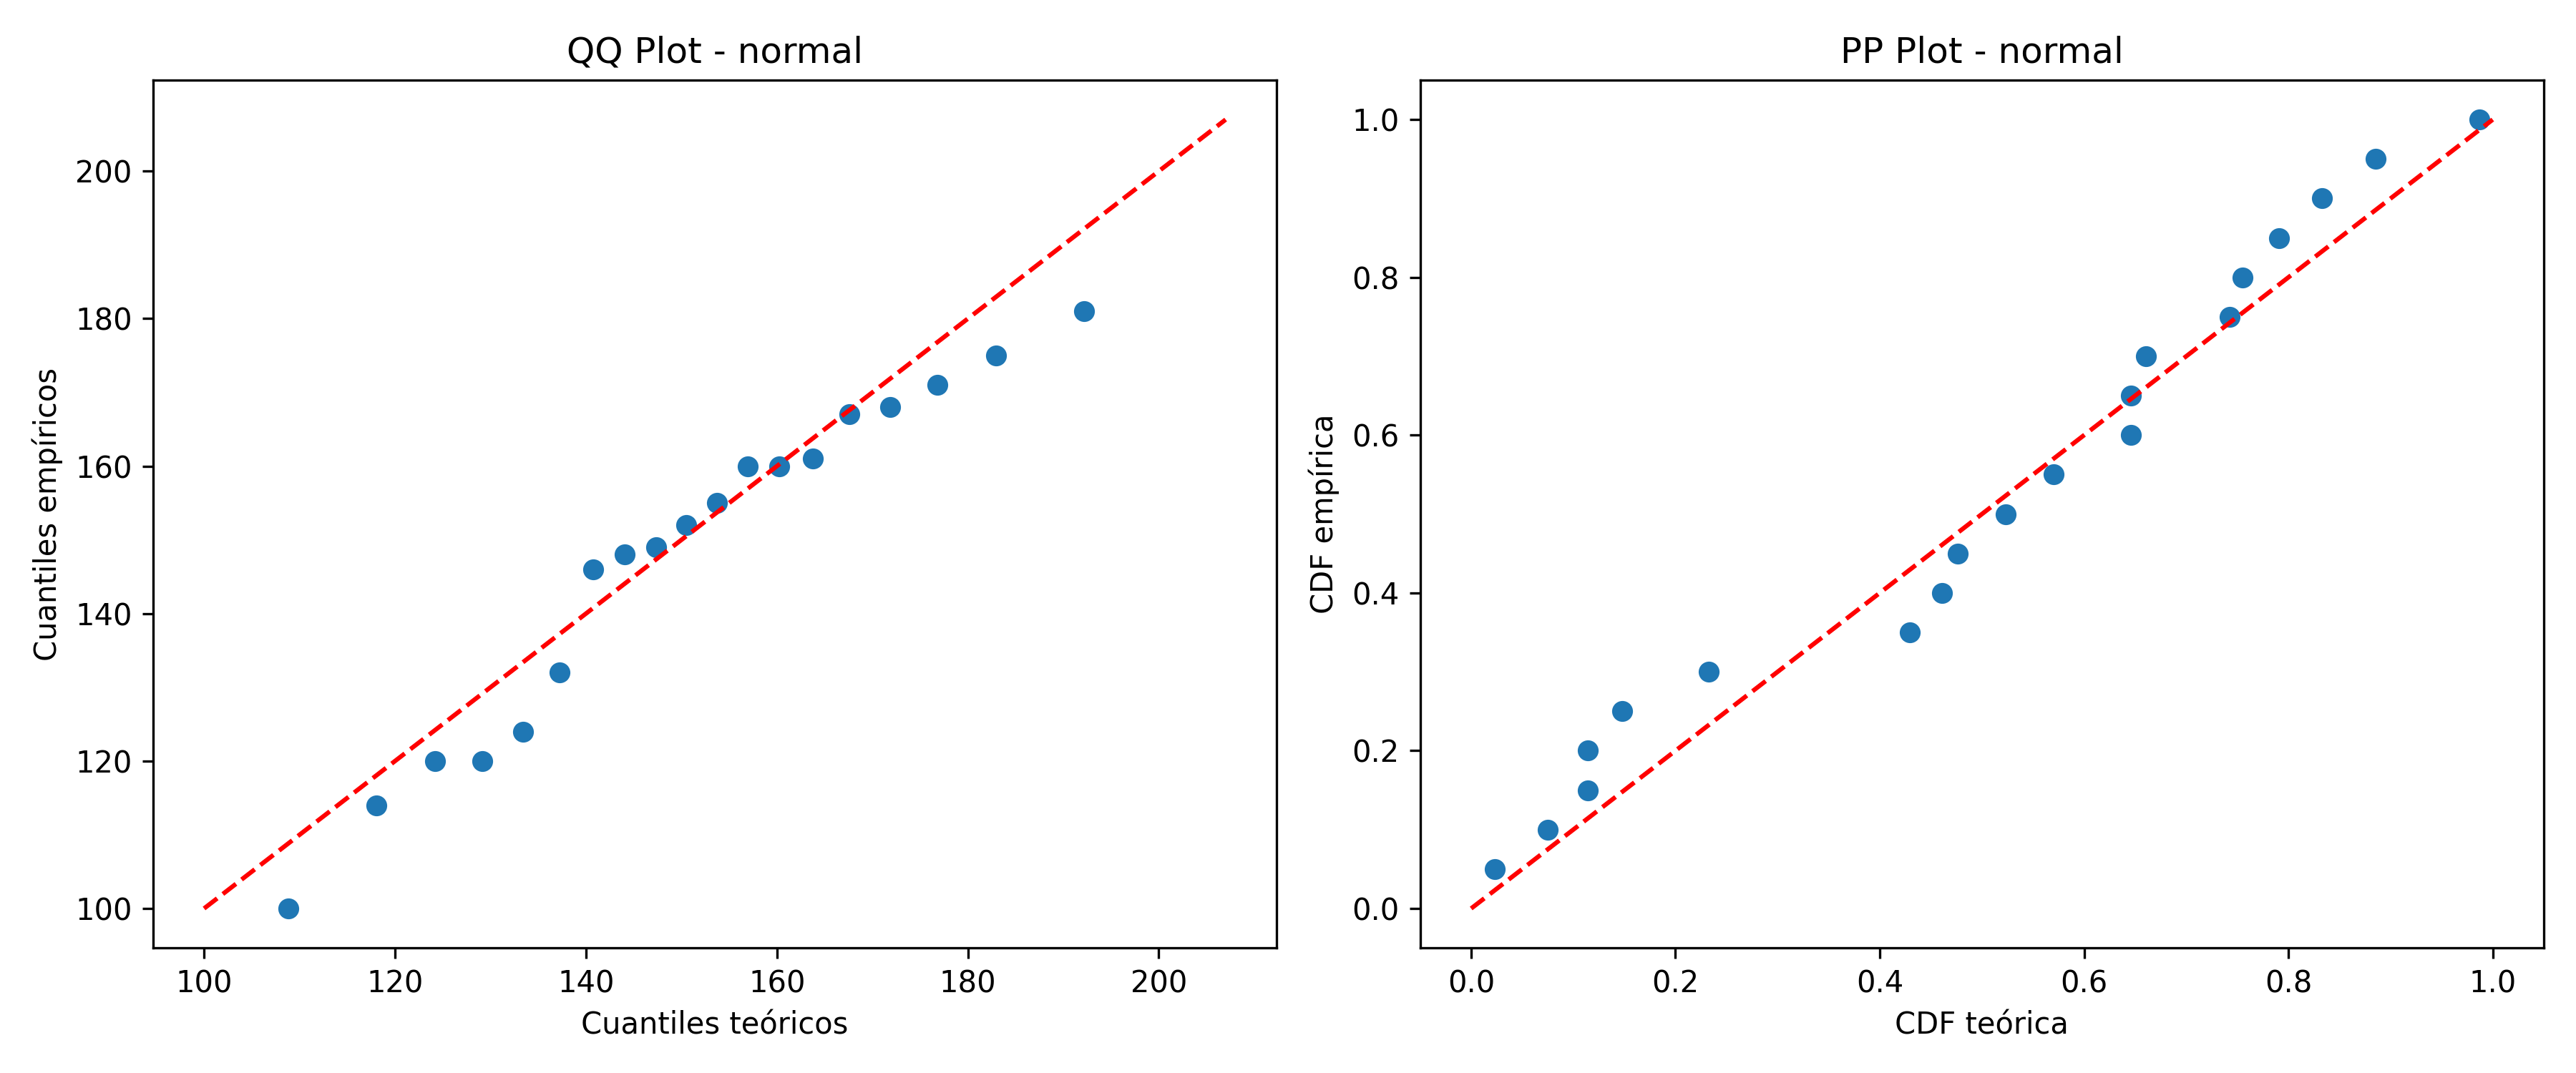 QQ Plot - normal
200
180
160
140
120
100
100 120 140 160 180 200
Cuantiles empíricos
Cuantiles teóricos
PP Plot - normal
1.0
0.8
0.6
0.4
0.2
0.0
0.0 0.2 0.4 0.6 0.8 1.0
CDF empírica
CDF teórica